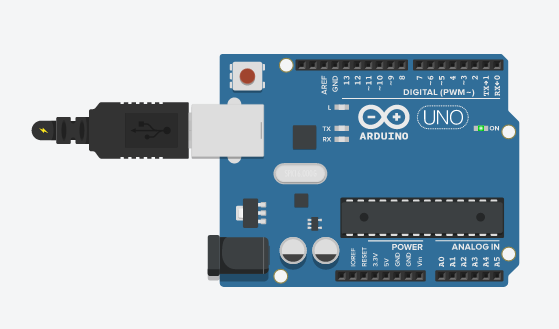 AREF
GND
13
12
~11
~10
~9
8
7
~6
~5
4
~3
2
TX→1
RX←0
DIGITAL (PWM~)
L
TX
RX
ARDUINO
UNO
ON
POWER
ANALOG IN
IOREF
RESET
3.3V
5V
GND
GND
Vin
A0
A1
A2
A3
A4
A5